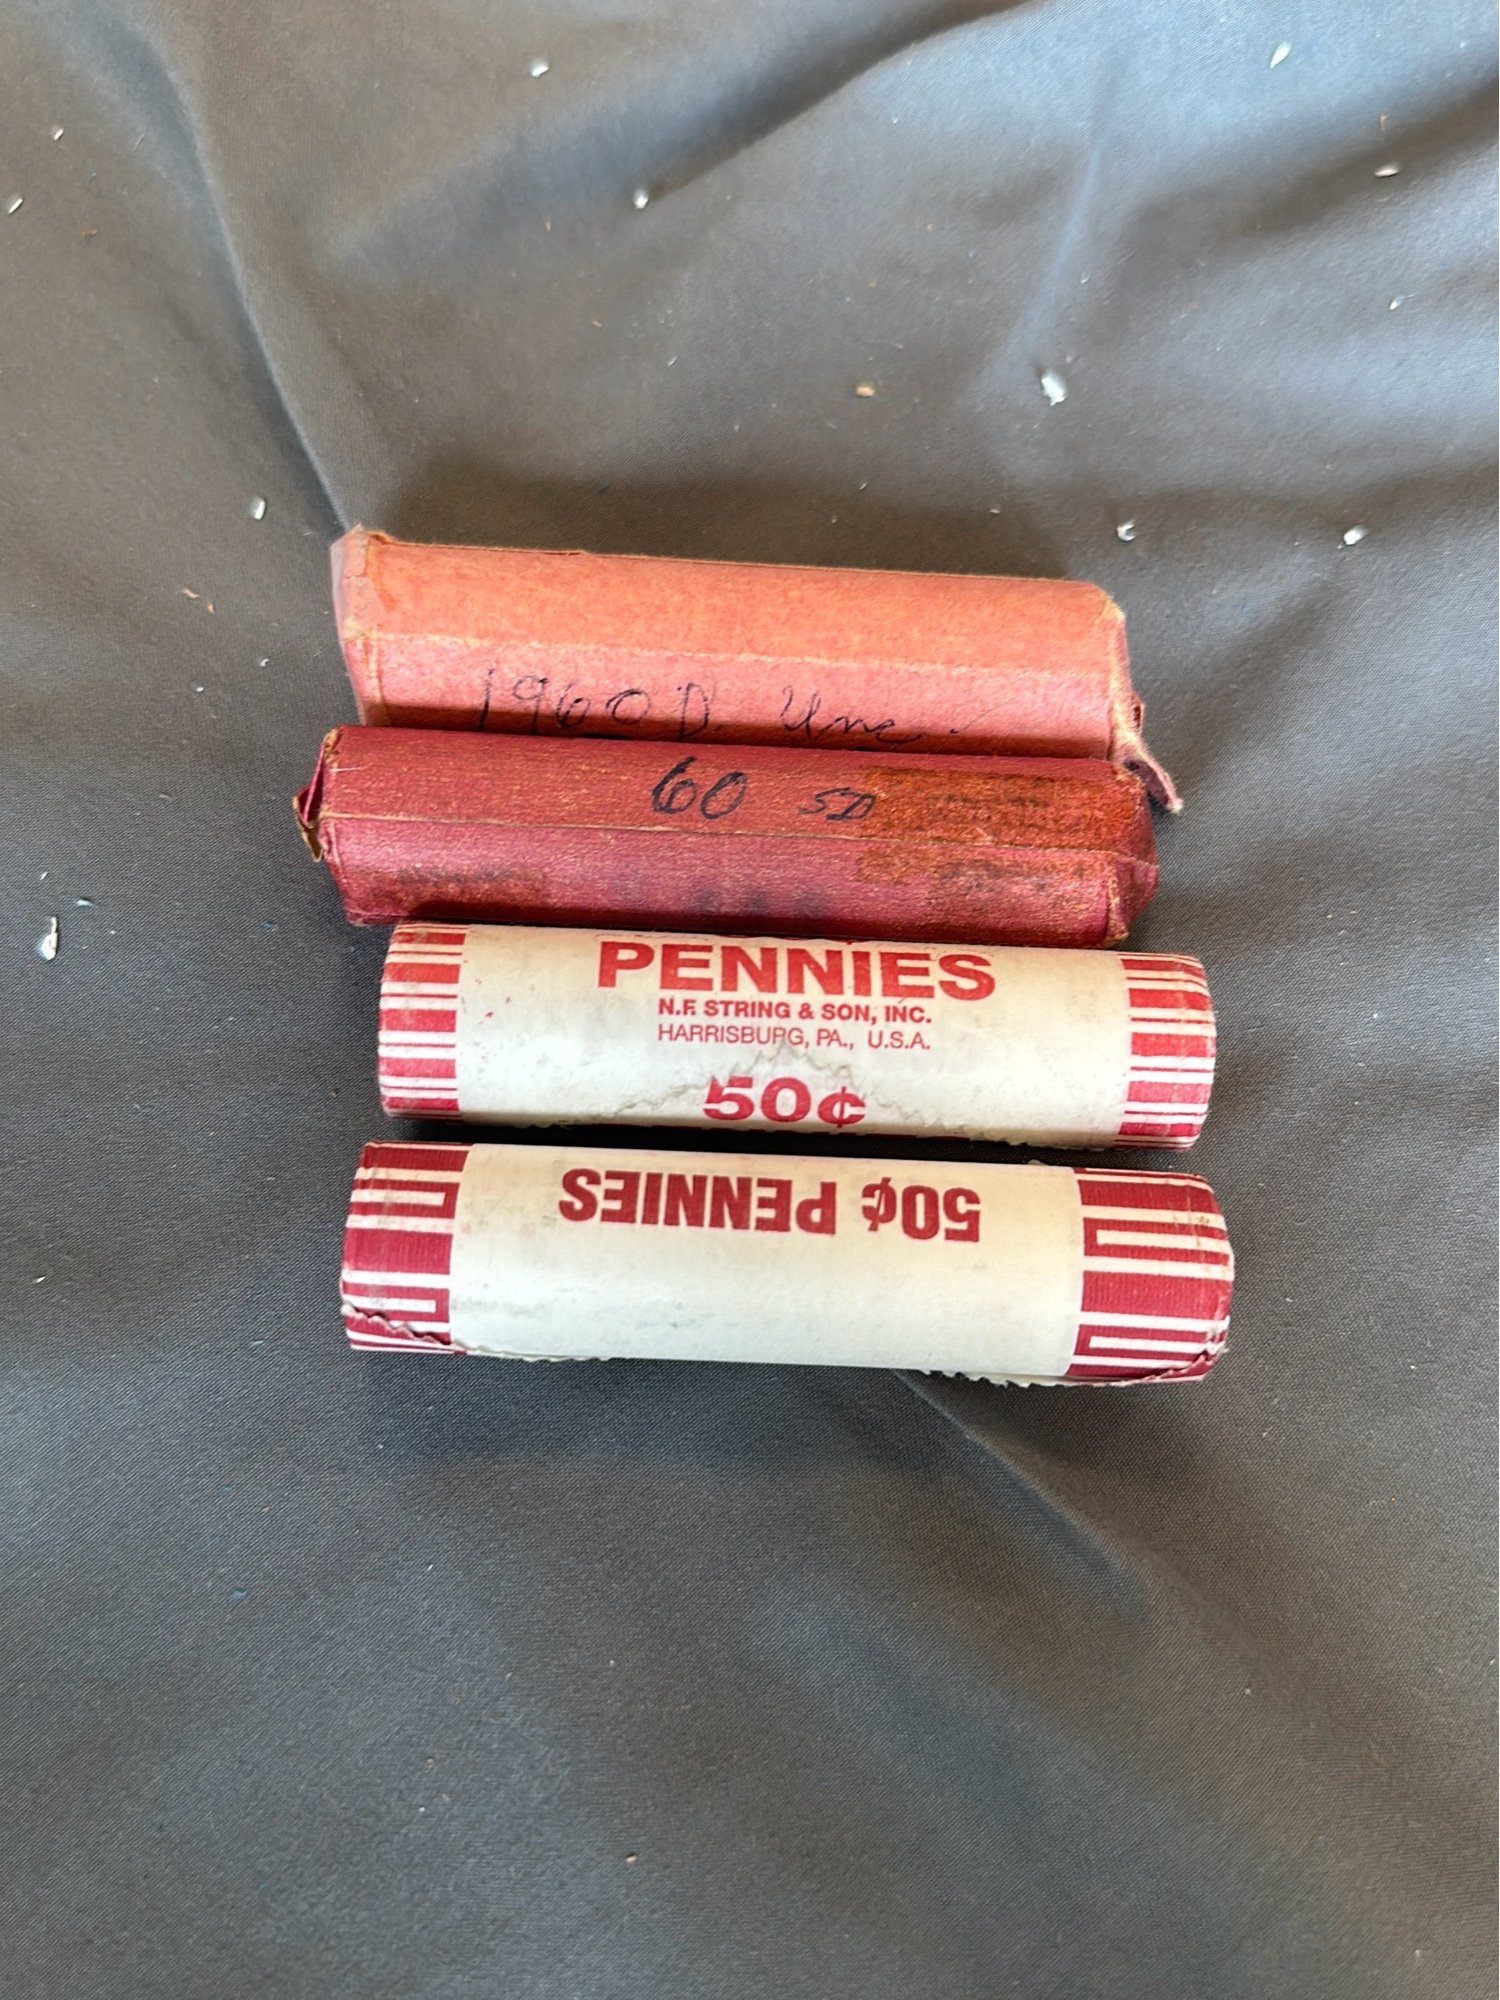 1960 D. Unc.
60 SD
PENNIES
N.F. STRING & SON, INC.
HARRISBURG, PA., U.S.A.
50¢
50¢ PENNIES